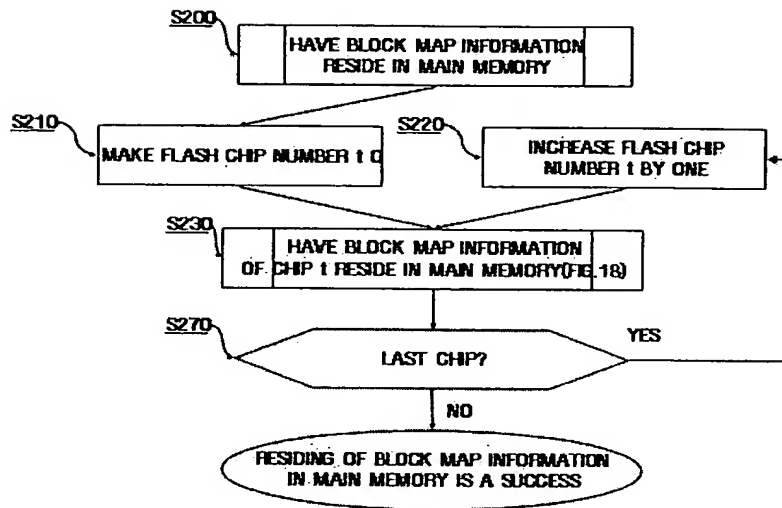 S200
HAVE BLOCK MAP INFORMATION
RESIDE IN MAIN MEMORY
S210
MAKE FLASH CHIP NUMBER t 0
S220
INCREASE FLASH CHIP
NUMBER t BY ONE
S230
HAVE BLOCK MAP INFORMATION
OF CHIP t RESIDE IN MAIN MEMORY(FIG.18)
S270
LAST CHIP?
YES
NO
RESIDING OF BLOCK MAP INFORMATION
IN MAIN MEMORY IS A SUCCESS